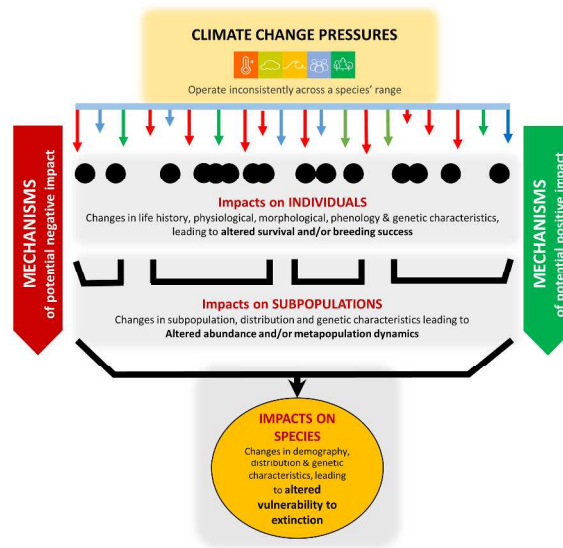 CLIMATE CHANGE PRESSURES
Operate inconsistently across a species' range
MECHANISMS
of potential negative impact
MECHANISMS
of potential positive impact
Impacts on INDIVIDUALS
Changes in life history, physiological, morphological, phenology & genetic characteristics,
leading to altered survival and/or breeding success
Impacts on SUBPOPULATIONS
Changes in subpopulation, distribution and genetic characteristics leading to
Altered abundance and/or metapopulation dynamics
IMPACTS ON
SPECIES
Changes in demography,
distribution & genetic
characteristics, leading
to altered
vulnerability to
extinction